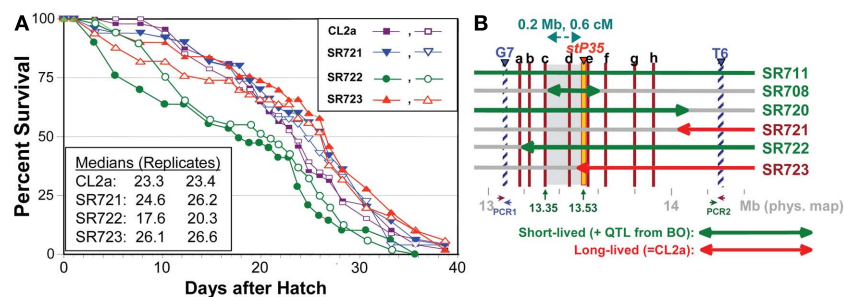 A
Percent Survival
100
75
50
25
0
CL2a , 
SR721 , 
SR722 , 
SR723 , 
Medians (Replicates)
CL2a: 23.3 23.4
SR721: 24.6 26.2
SR722: 17.6 20.3
SR723: 26.1 26.6
0 10 20 30 40
Days after Hatch
B
0.2 Mb, 0.6 cM
stP35
G7 T6
a b c d e f g h
SR711
SR708
SR720
SR721
SR722
SR723
13 14 Mb (phys. map)
PCR1 13.35 13.53 PCR2
Short-lived (+ QTL from BO):
Long-lived (=CL2a):